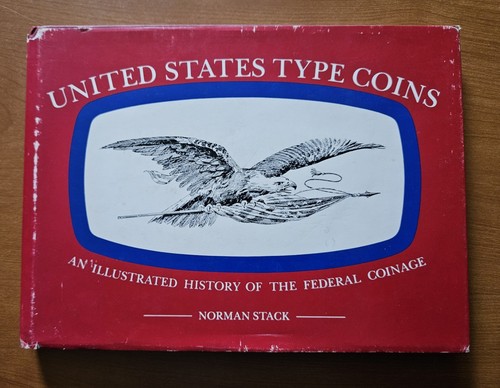 UNITED STATES TYPE COINS
AN ILLUSTRATED HISTORY OF THE FEDERAL COINAGE
NORMAN STACK